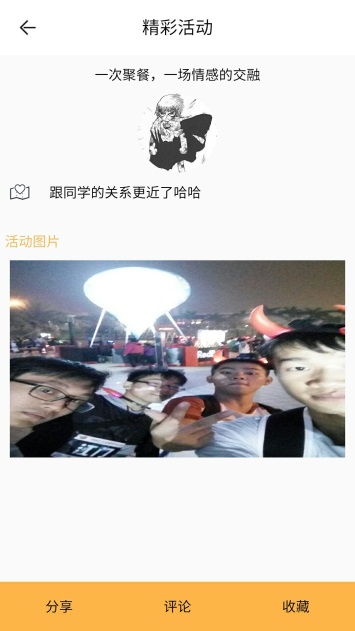 精彩活动
一次聚餐，一场情感的交融
跟同学的关系更近了哈哈
活动图片
分享
评论
收藏